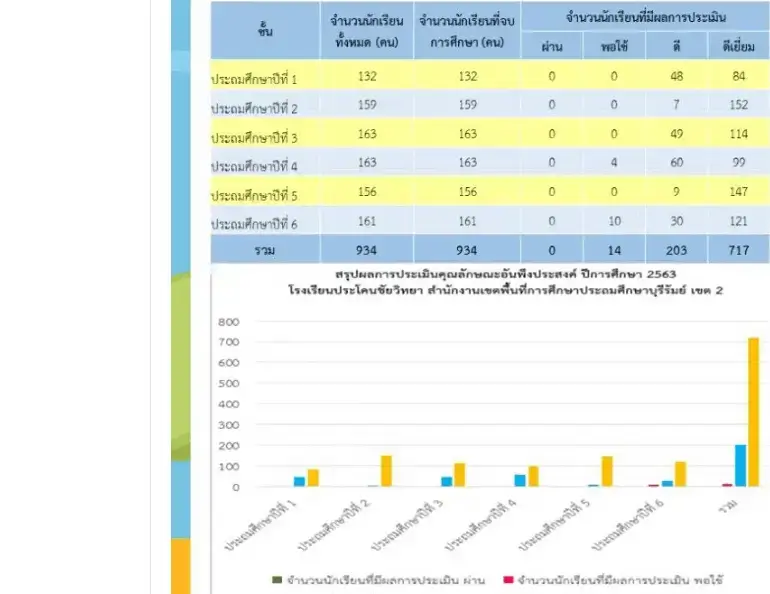 ชั้น จำนวนนักเรียนทั้งหมด (คน) จำนวนนักเรียนที่จบการศึกษา (คน) จำนวนนักเรียนที่มีผลการประเมิน
ผ่าน พอใช้ ดี ดีเยี่ยม
ประถมศึกษาปีที่ 1 132 132 0 0 48 84
ประถมศึกษาปีที่ 2 159 159 0 0 7 152
ประถมศึกษาปีที่ 3 163 163 0 0 49 114
ประถมศึกษาปีที่ 4 163 163 0 4 60 99
ประถมศึกษาปีที่ 5 156 156 0 0 9 147
ประถมศึกษาปีที่ 6 161 161 0 10 30 121
รวม 934 934 0 14 203 717
สรุปผลการประเมินคุณลักษณะอันพึงประสงค์ ปีการศึกษา 2563
โรงเรียนประโคนชัยวิทยา สำนักงานเขตพื้นที่การศึกษาประถมศึกษาบุรีรัมย์ เขต 2
800
700
600
500
400
300
200
100
0
ประถมศึกษาปีที่ 1 ประถมศึกษาปีที่ 2 ประถมศึกษาปีที่ 3 ประถมศึกษาปีที่ 4 ประถมศึกษาปีที่ 5 ประถมศึกษาปีที่ 6 รวม
จำนวนนักเรียนที่มีผลการประเมิน ผ่าน จำนวนนักเรียนที่มีผลการประเมิน พอใช้